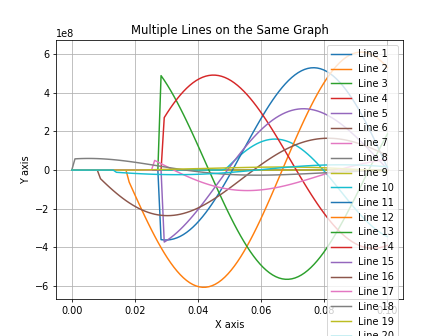 Multiple Lines on the Same Graph
1e8
6
4
2
0
−2
−4
−6
Y axis
0.00
0.02
0.04
0.06
X axis
Line 1
Line 2
Line 3
Line 4
Line 5
Line 6
Line 7
Line 8
Line 9
Line 10
Line 11
Line 12
Line 13
Line 14
Line 15
Line 16
Line 17
Line 18
Line 19
Line 20